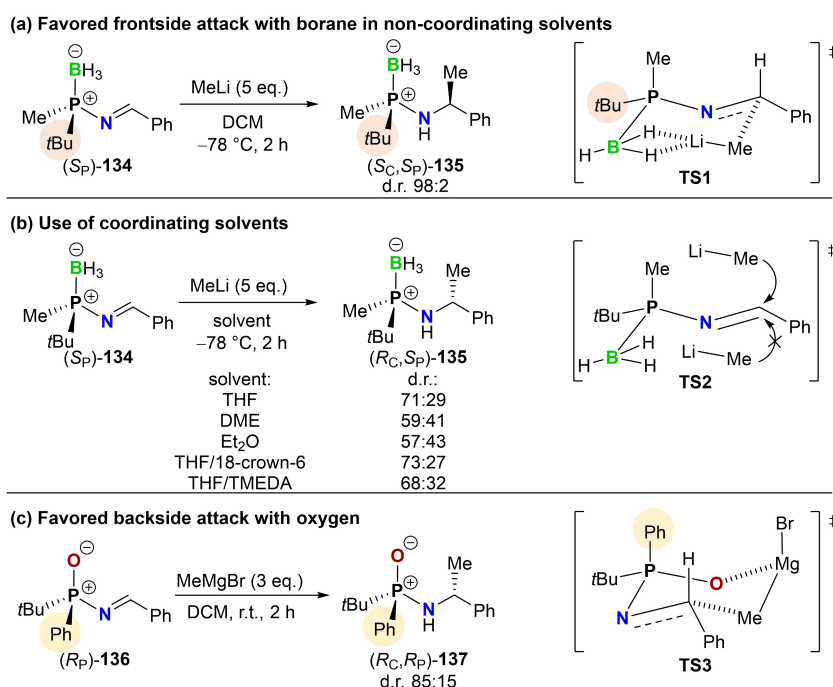 (a) Favored frontside attack with borane in non-coordinating solvents
⊖
BH3
Me P ⊕ N Ph
tBu
(SP)-134
MeLi (5 eq.)
DCM
−78 °C, 2 h
⊖
BH3 Me
Me P ⊕ N Ph
tBu H
(SC,SP)-135
d.r. 98:2
Me H
tBu P N Ph
H B H H Li Me
TS1
‡
(b) Use of coordinating solvents
⊖
BH3
Me P ⊕ N Ph
tBu
(SP)-134
MeLi (5 eq.)
solvent
−78 °C, 2 h
⊖
BH3 Me
Me P ⊕ N Ph
tBu H
(RC,SP)-135
solvent: d.r.:
THF 71:29
DME 59:41
Et2O 57:43
THF/18-crown-6 73:27
THF/TMEDA 68:32
Li Me
Me
tBu P N Ph
H B H H Li Me
TS2
‡
(c) Favored backside attack with oxygen
⊖
O
tBu P ⊕ N Ph
Ph
(RP)-136
MeMgBr (3 eq.)
DCM, r.t., 2 h
⊖
O Me
tBu P ⊕ N Ph
Ph H
(RC,RP)-137
d.r. 85:15
Ph H Br
tBu P O Mg
N Me
Ph
TS3
‡